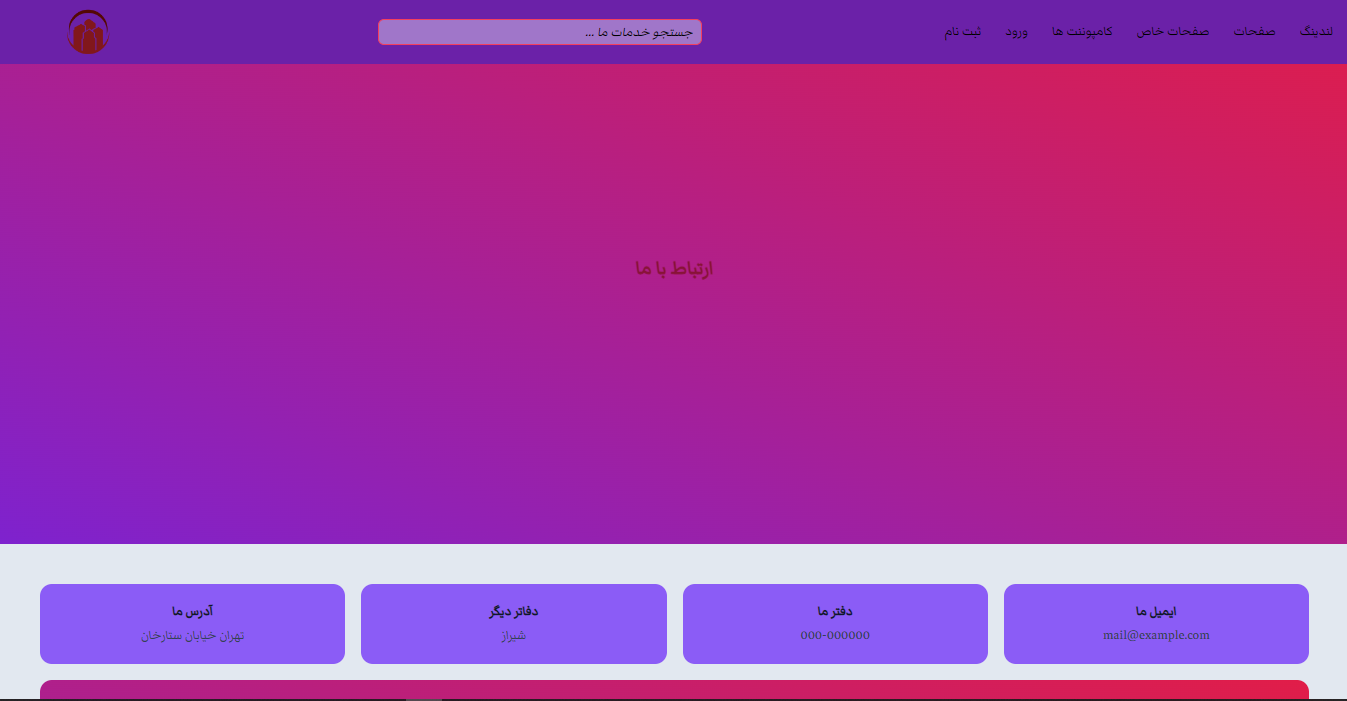 لندینگ صفحات صفحات خاص کامپوننت ها ورود ثبت نام
جستجو خدمات ما ...
ارتباط با ما
ایمیل ما
mail@example.com
دفتر ما
000-000000
دفاتر دیگر
شیراز
آدرس ما
تهران خیابان ستارخان